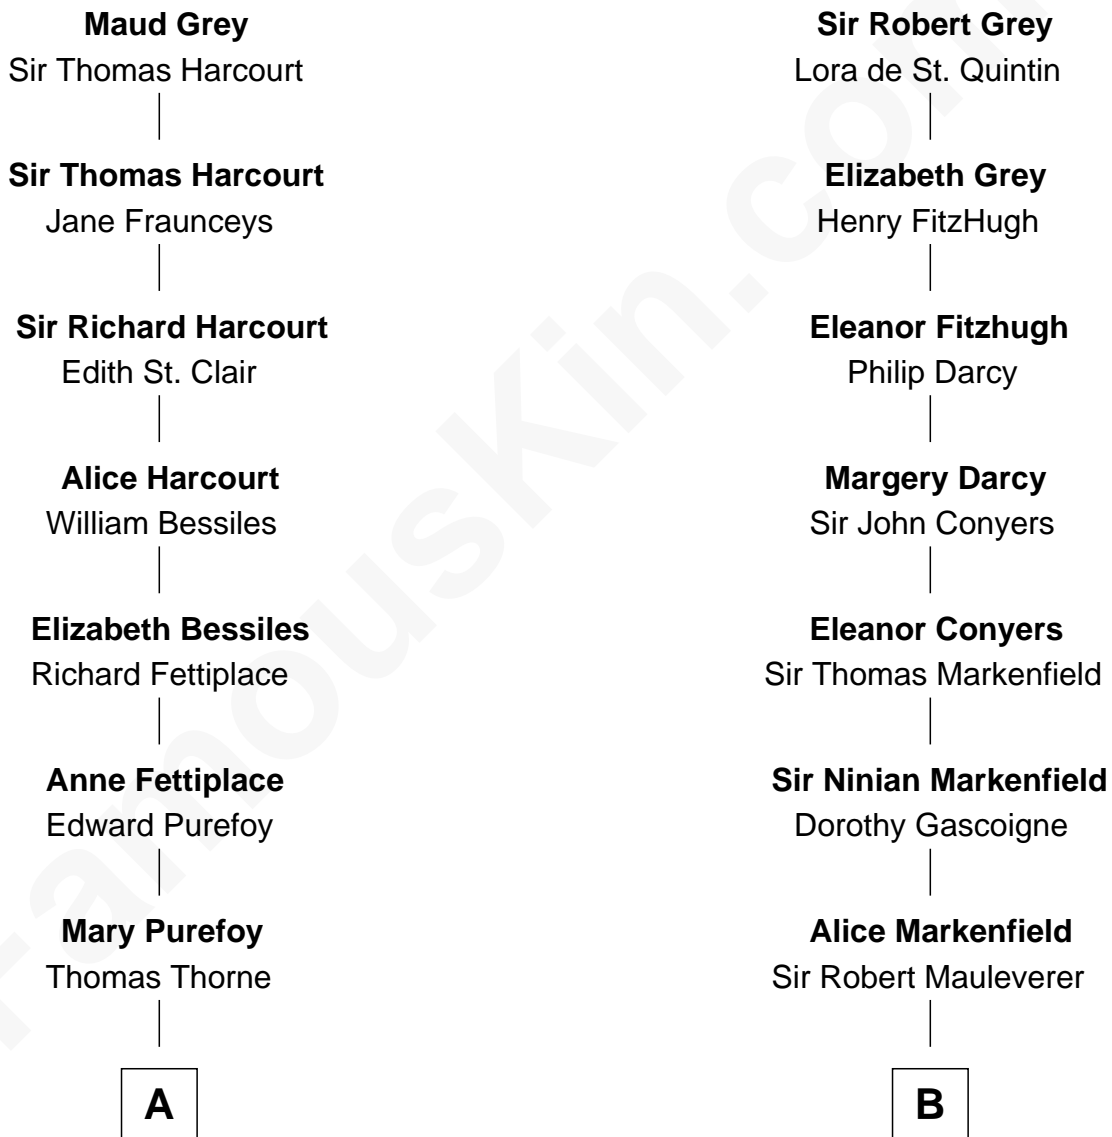 Maud Grey
Sir Thomas Harcourt
Sir Thomas Harcourt
Jane Fraunceys
Sir Richard Harcourt
Edith St. Clair
Alice Harcourt
William Bessiles
Elizabeth Bessiles
Richard Fettiplace
Anne Fettiplace
Edward Purefoy
Mary Purefoy
Thomas Thorne
A
Sir Robert Grey
Lora de St. Quintin
Elizabeth Grey
Henry FitzHugh
Eleanor Fitzhugh
Philip Darcy
Margery Darcy
Sir John Conyers
Eleanor Conyers
Sir Thomas Markenfield
Sir Ninian Markenfield
Dorothy Gascoigne
Alice Markenfield
Sir Robert Mauleverer
B
FamousKin.com